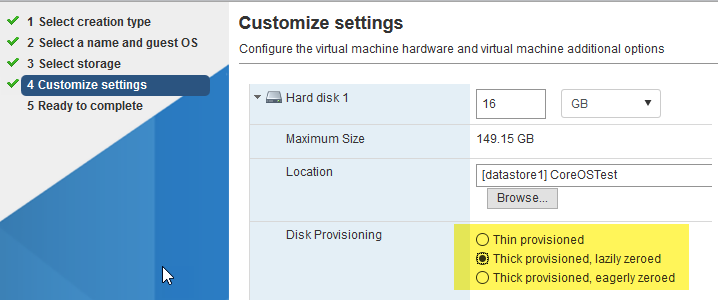 1 Select creation type
2 Select a name and guest OS
3 Select storage
4 Customize settings
5 Ready to complete
Customize settings
Configure the virtual machine hardware and virtual machine additional options
Hard disk 1
16
GB
Maximum Size
149.15 GB
Location
[datastore1] CoreOSTest
Browse...
Disk Provisioning
Thin provisioned
Thick provisioned, lazily zeroed
Thick provisioned, eagerly zeroed